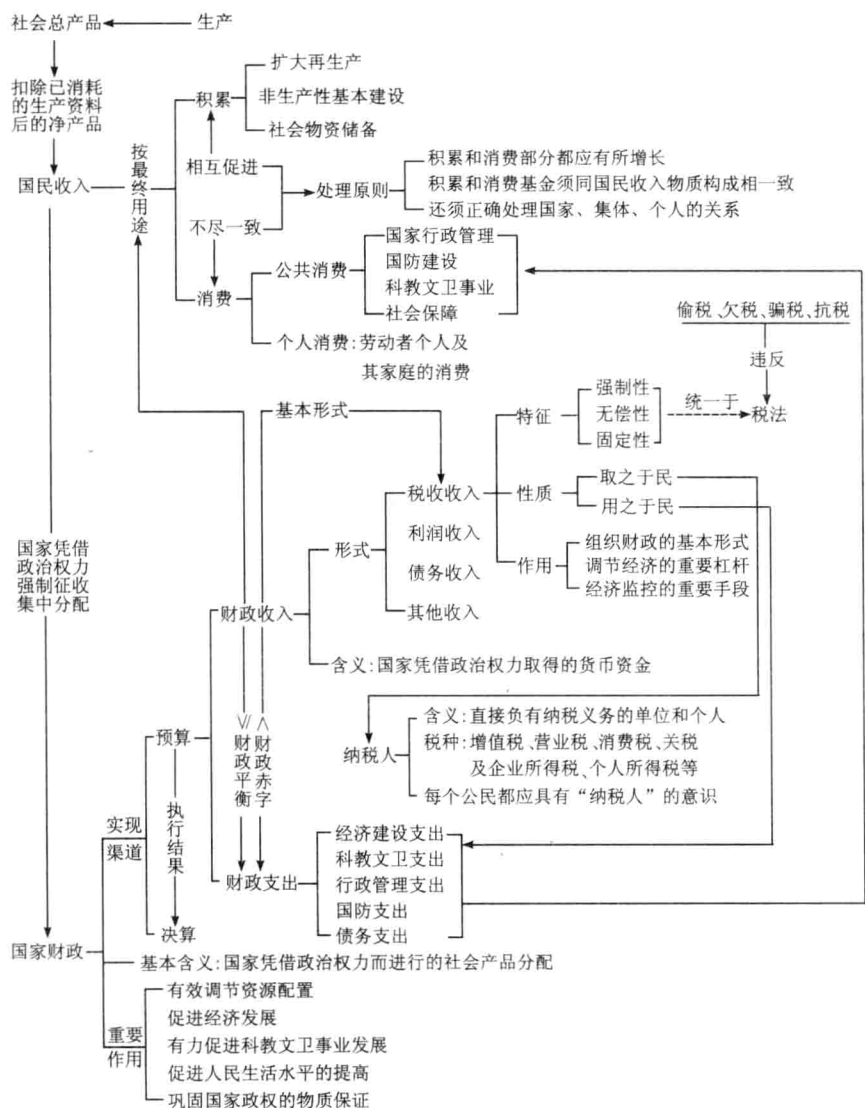 社会总产品
生产
扣除已消耗
的生产资料
后的净产品
国民收入
按最终用途
积累
扩大再生产
非生产性基本建设
社会物资储备
相互促进
不尽一致
处理原则
积累和消费部分都应有所增长
积累和消费基金须同国民收入物质构成相一致
还须正确处理国家、集体、个人的关系
消费
公共消费
国家行政管理
国防建设
科教文卫事业
社会保障
个人消费:劳动者个人及
其家庭的消费
偷税、欠税、骗税、抗税
违反
税法
统一于
基本形式
特征
强制性
无偿性
固定性
税收收入
性质
取之于民
用之于民
作用
组织财政的基本形式
调节经济的重要杠杆
经济监控的重要手段
国家凭借
政治权力
强制征收
集中分配
形式
利润收入
债务收入
其他收入
财政收入
含义:国家凭借政治权力取得的货币资金
纳税人
含义:直接负有纳税义务的单位和个人
税种:增值税、营业税、消费税、关税
及企业所得税、个人所得税等
每个公民都应具有“纳税人”的意识
预算
≥财政平衡
<财政赤字
实现
渠道
执行结果
财政支出
经济建设支出
科教文卫支出
行政管理支出
国防支出
债务支出
决算
国家财政
基本含义:国家凭借政治权力而进行的社会产品分配
重要
作用
有效调节资源配置
促进经济发展
有力促进科教文卫事业发展
促进人民生活水平的提高
巩固国家政权的物质保证